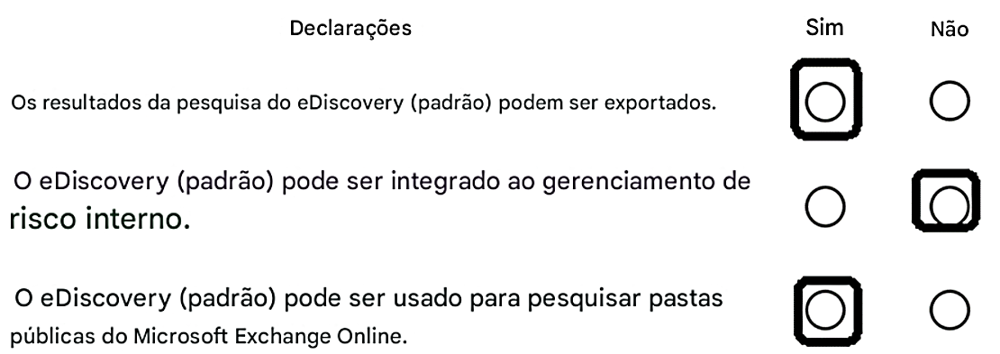 Declarações Sim Não
Os resultados da pesquisa do eDiscovery (padrão) podem ser exportados.
O eDiscovery (padrão) pode ser integrado ao gerenciamento de
risco interno.
O eDiscovery (padrão) pode ser usado para pesquisar pastas
públicas do Microsoft Exchange Online.